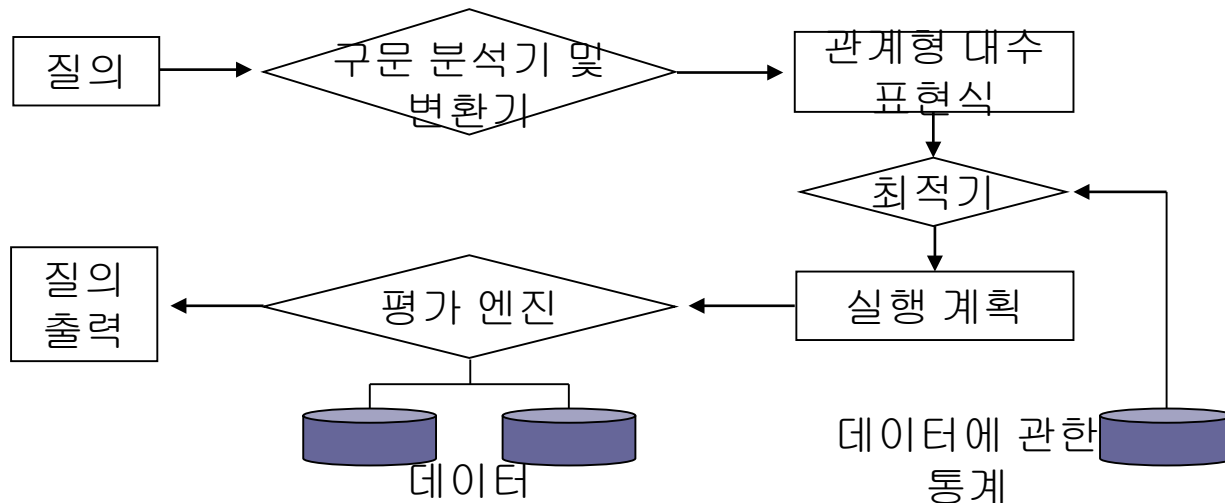 질의
구문 분석기 및
변환기
관계형 대수
표현식
최적기
실행 계획
평가 엔진
질의
출력
데이터
데이터에 관한
통계